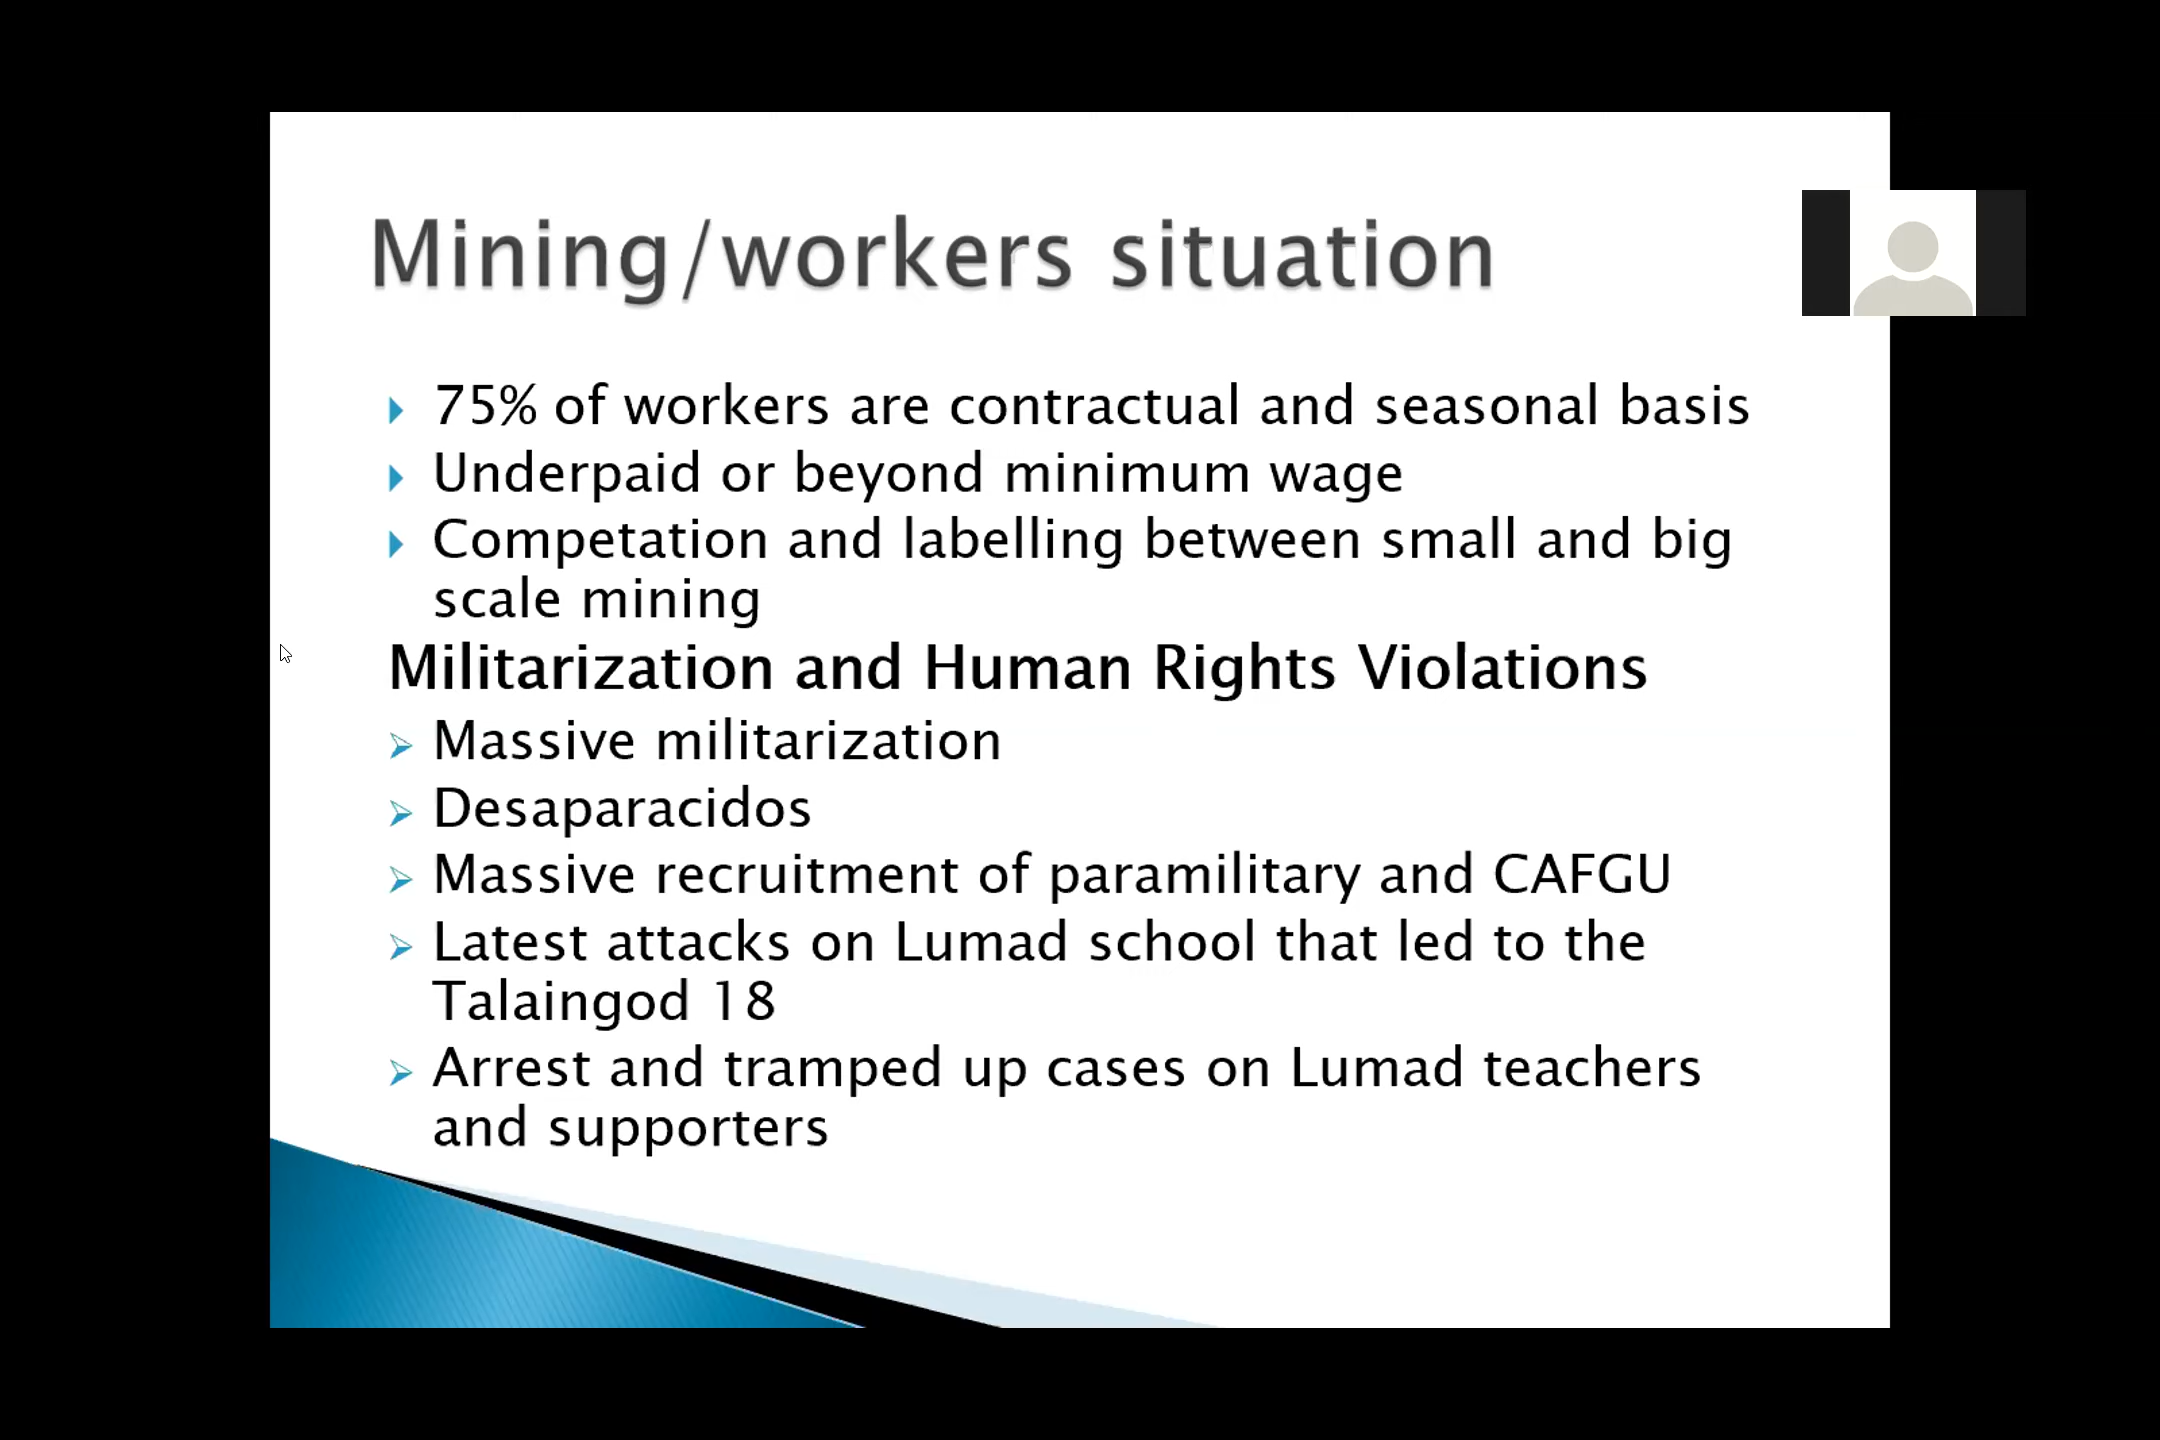 Mining/workers situation
75% of workers are contractual and seasonal basis
Underpaid or beyond minimum wage
Competation and labelling between small and big
scale mining
Militarization and Human Rights Violations
Massive militarization
Desaparacidos
Massive recruitment of paramilitary and CAFGU
Latest attacks on Lumad school that led to the
Talaingod 18
Arrest and tramped up cases on Lumad teachers
and supporters